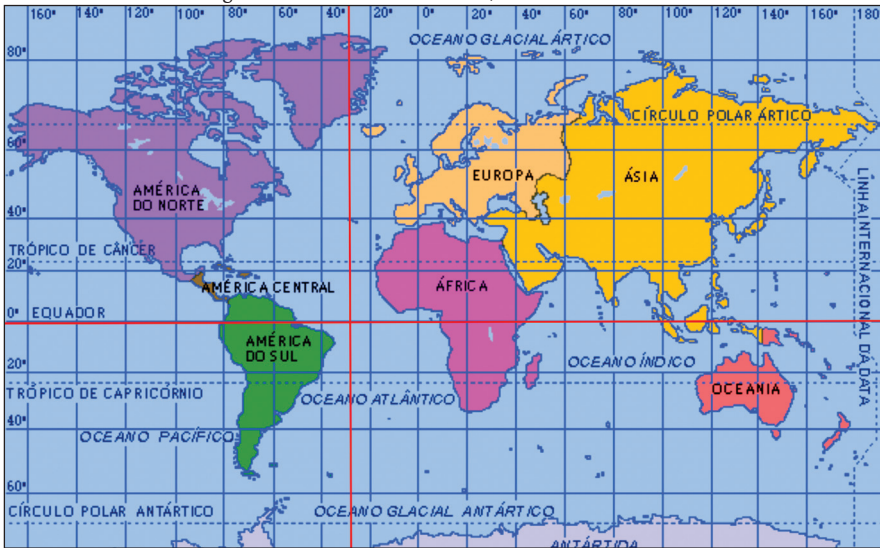 160° 140° 120° 100° 80° 60° 40° 20° 0° 20° 40° 60° 80° 100° 120° 140° 160° 180°
OCEANO GLACIAL ÁRTICO
80°
CÍRCULO POLAR ÁRTICO
60°
EUROPA
ÁSIA
AMÉRICA
DO NORTE
LÍNHA INTERNACIONAL DA DATA
40°
TRÓPICO DE CÂNCER
20°
AMÉRICA CENTRAL
ÁFRICA
0° EQUADOR
AMÉRICA
DO SUL
20°
OCEANO ÍNDICO
OCEANIA
TRÓPICO DE CAPRICÓRNIO
OCEANO ATLÂNTICO
40°
OCEANO PACÍFICO
60°
CÍRCULO POLAR ANTÁRTICO
OCEANO GLACIAL ANTÁRTICO
ANTÁRTIDA